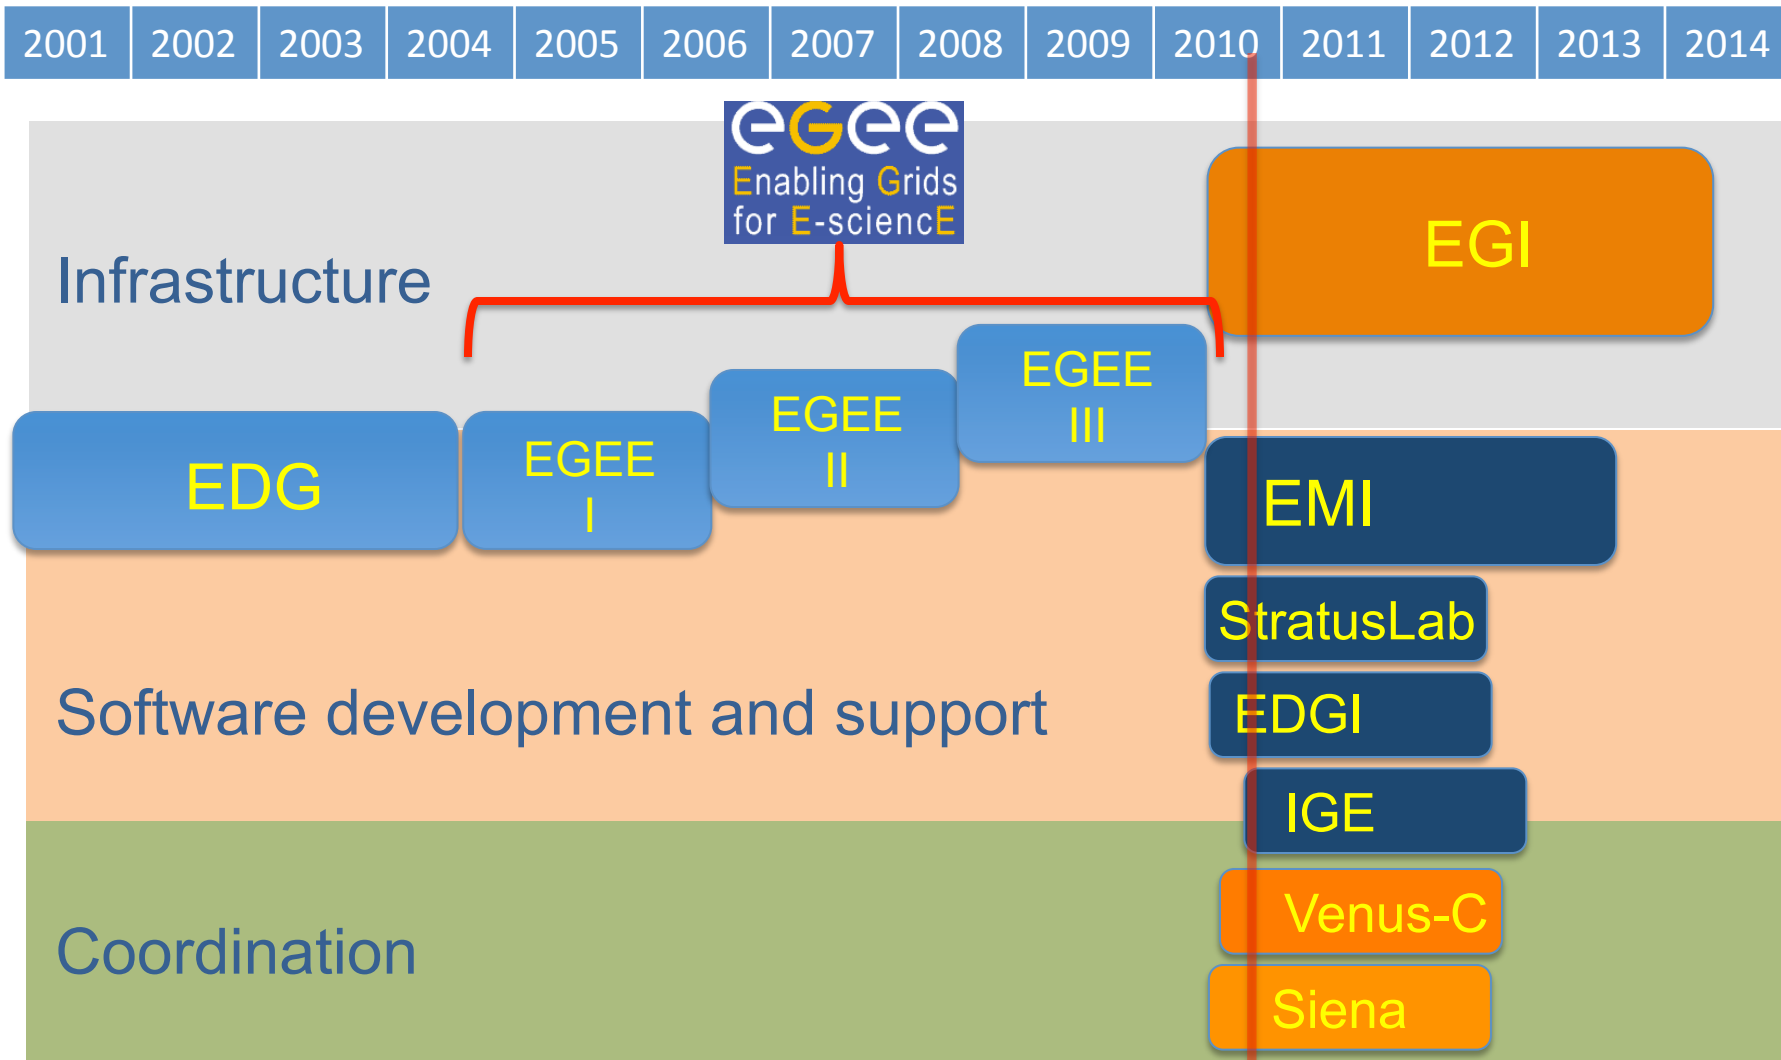 2001 2002 2003 2004 2005 2006 2007 2008 2009 2010 2011 2012 2013 2014
eGee
Enabling Grids
for E-sciencE
Infrastructure
EGI
EGEE
III
EGEE
II
EGEE
I
EDG
EMI
StratusLab
Software development and support
EDGI
IGE
Venus-C
Coordination
Siena